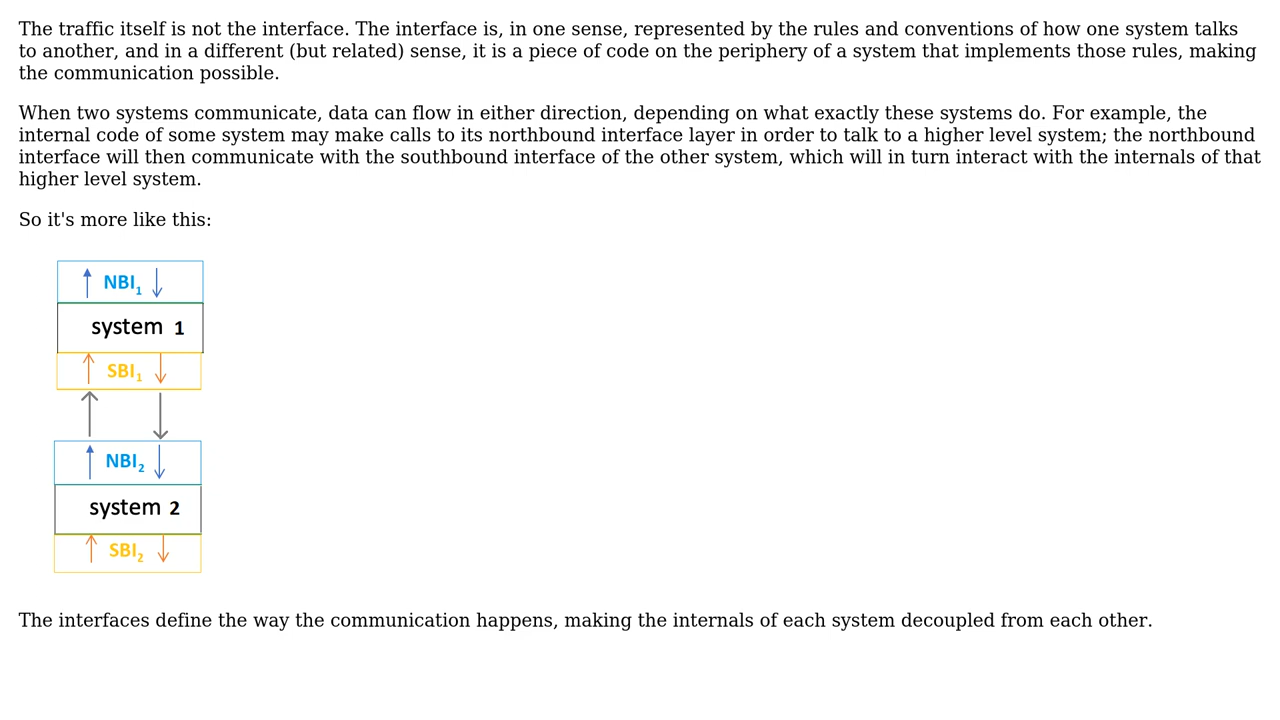 The traffic itself is not the interface. The interface is, in one sense, represented by the rules and conventions of how one system talks
to another, and in a different (but related) sense, it is a piece of code on the periphery of a system that implements those rules, making
the communication possible.
When two systems communicate, data can flow in either direction, depending on what exactly these systems do. For example, the
internal code of some system may make calls to its northbound interface layer in order to talk to a higher level system; the northbound
interface will then communicate with the southbound interface of the other system, which will in turn interact with the internals of that
higher level system.
So it's more like this:
NBI1
system 1
SBI1
NBI2
system 2
SBI2
The interfaces define the way the communication happens, making the internals of each system decoupled from each other.